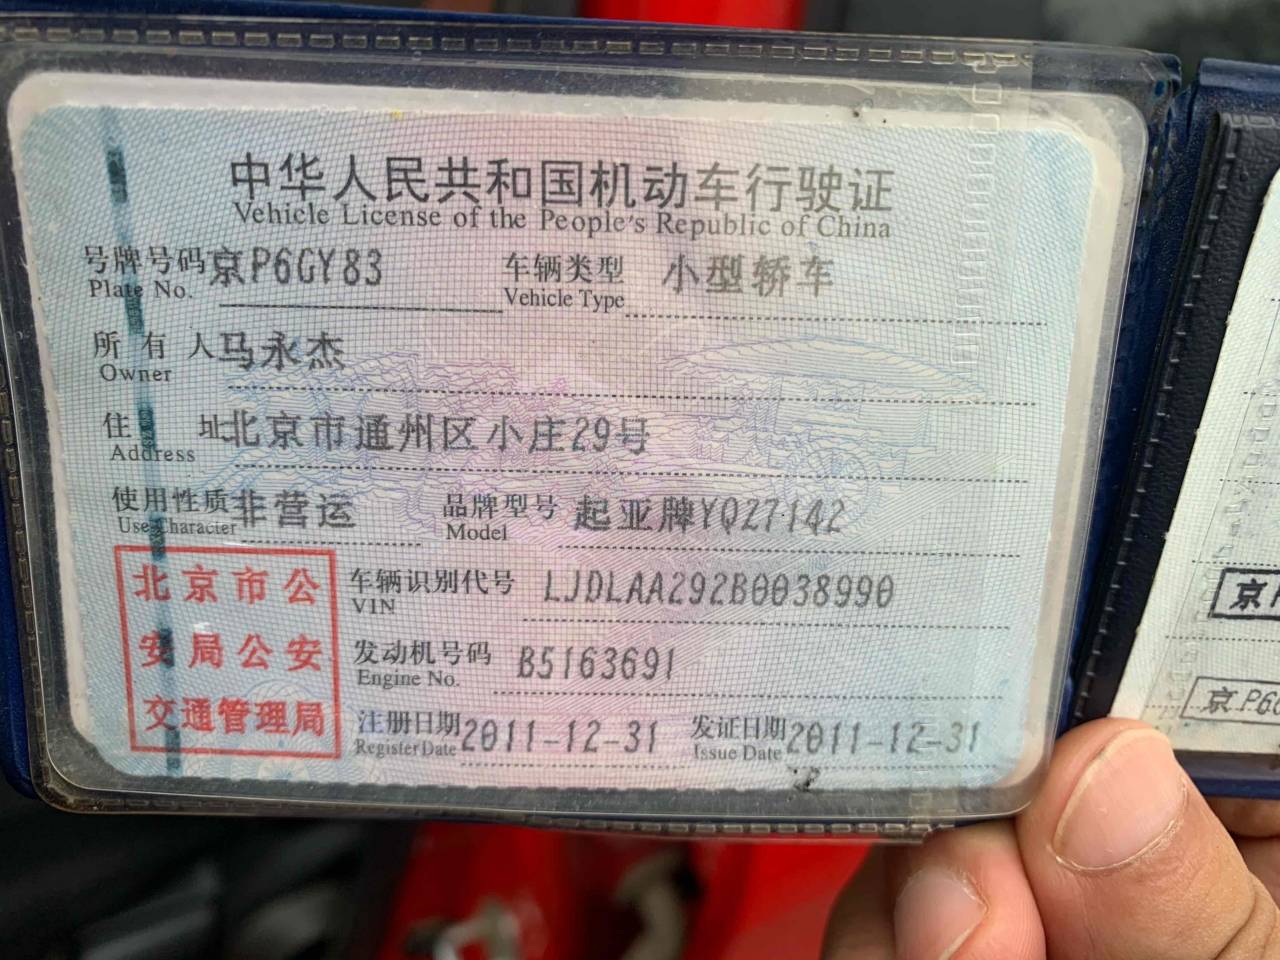 中华人民共和国机动车行驶证
Vehicle License of the People's Republic of China
号牌号码 京P6GY83 车辆类型 小型轿车
Plate No. Vehicle Type
所有人 马永杰
Owner
住址 北京市通州区小庄29号
Address
使用性质 非营运 品牌型号 起亚牌YQZ7142
Use Character Model
北京市公安局公安交通管理局
车辆识别代号 LJDLAA292B0038990
VIN
发动机号码 B5163691
Engine No.
注册日期 2011-12-31 发证日期 2011-12-31
Register Date Issue Date
京P6G